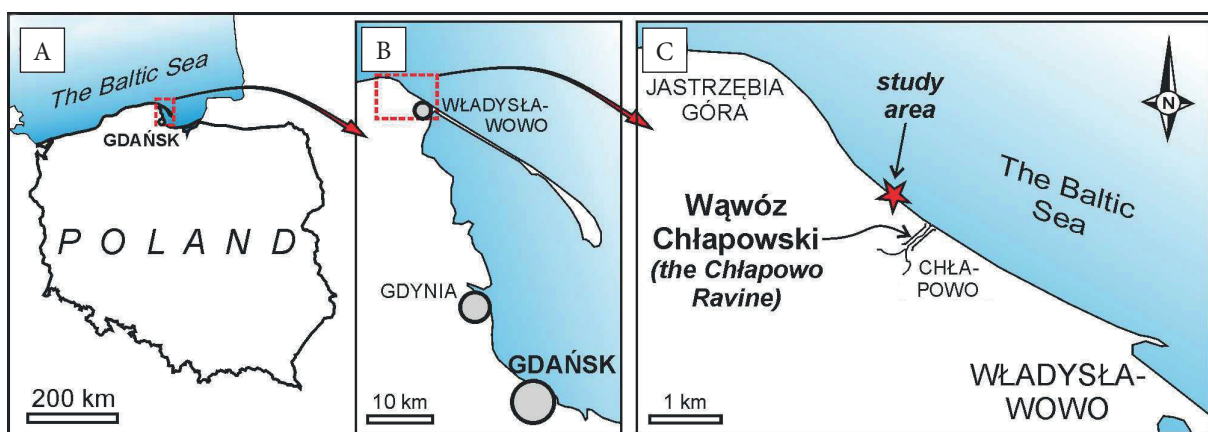 A
The Baltic Sea
GDAŃSK
POLAND
200 km
B
WŁADYSŁA-
WOWO
GDYNIA
GDAŃSK
10 km
C
JASTRZĘBIA
GÓRA
study
area
N
The Baltic
Sea
Wąwóz
Chłapowski
(the Chłapowo
Ravine)
CHŁA-
POWO
WŁADYSŁA-
WOWO
1 km